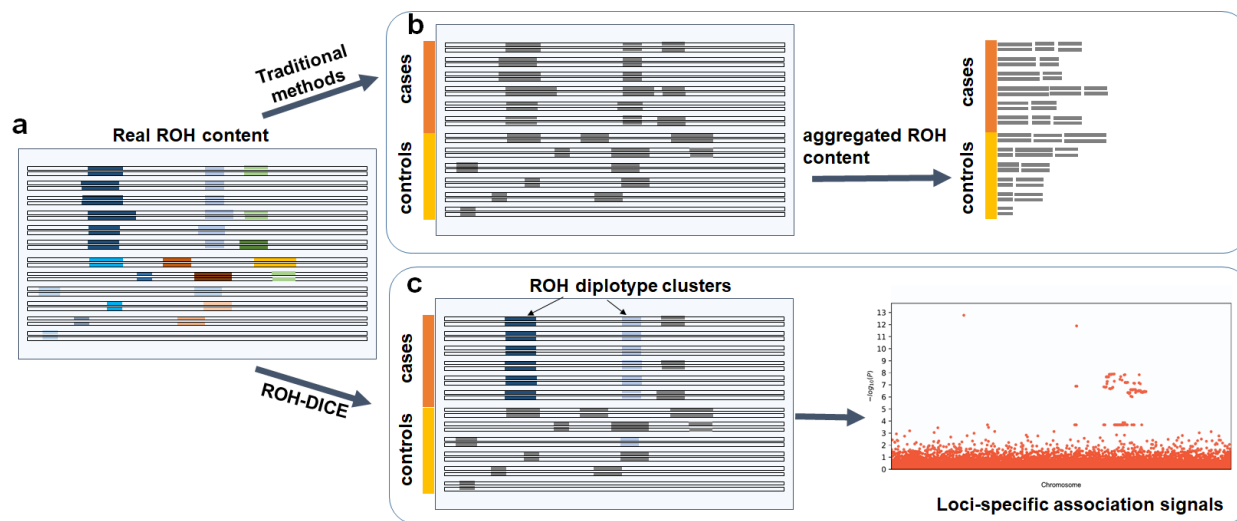 a
Real ROH content
Traditional
methods
ROH-DICE
b
cases
controls
aggregated ROH
content
cases
controls
c
ROH diplotype clusters
cases
controls
13
12
11
10
9
8
7
6
5
4
3
2
1
0
−log₁₀(P)
Chromosome
Loci-specific association signals